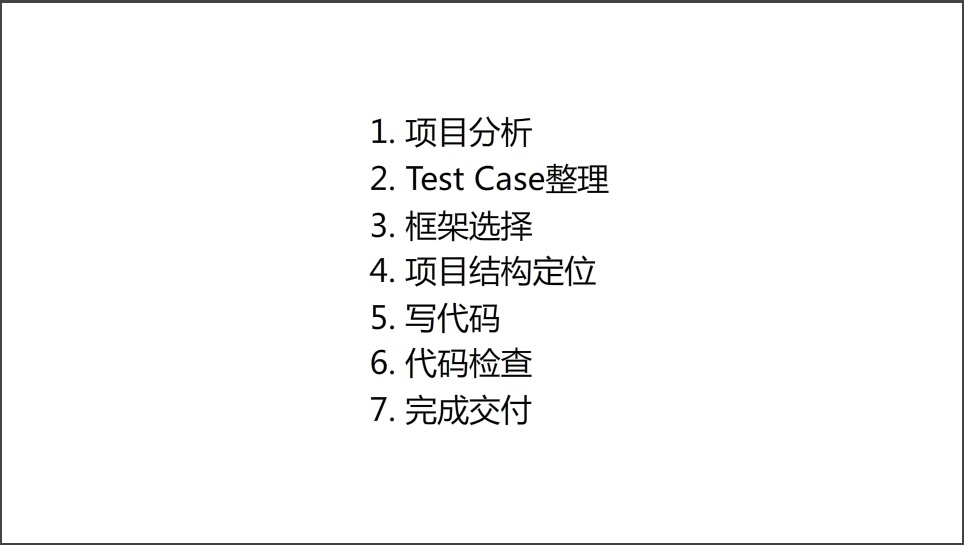 1. 项目分析
2. Test Case整理
3. 框架选择
4. 项目结构定位
5. 写代码
6. 代码检查
7. 完成交付